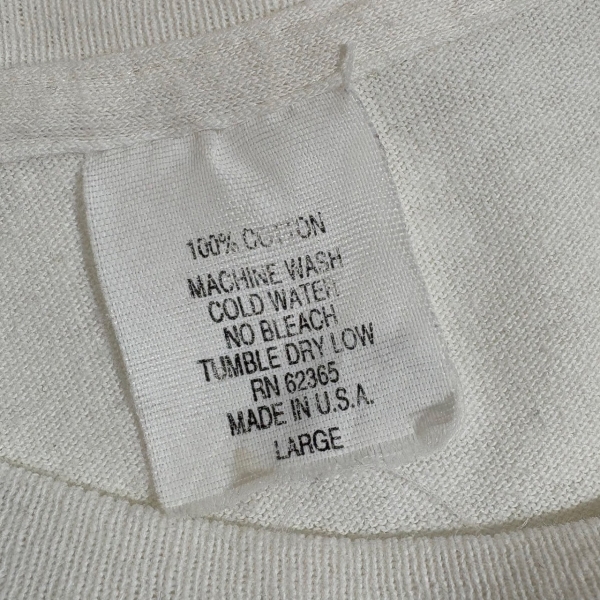 100% COTTON
MACHINE WASH
COLD WATER
NO BLEACH
TUMBLE DRY LOW
RN 62365
MADE IN U.S.A.
LARGE